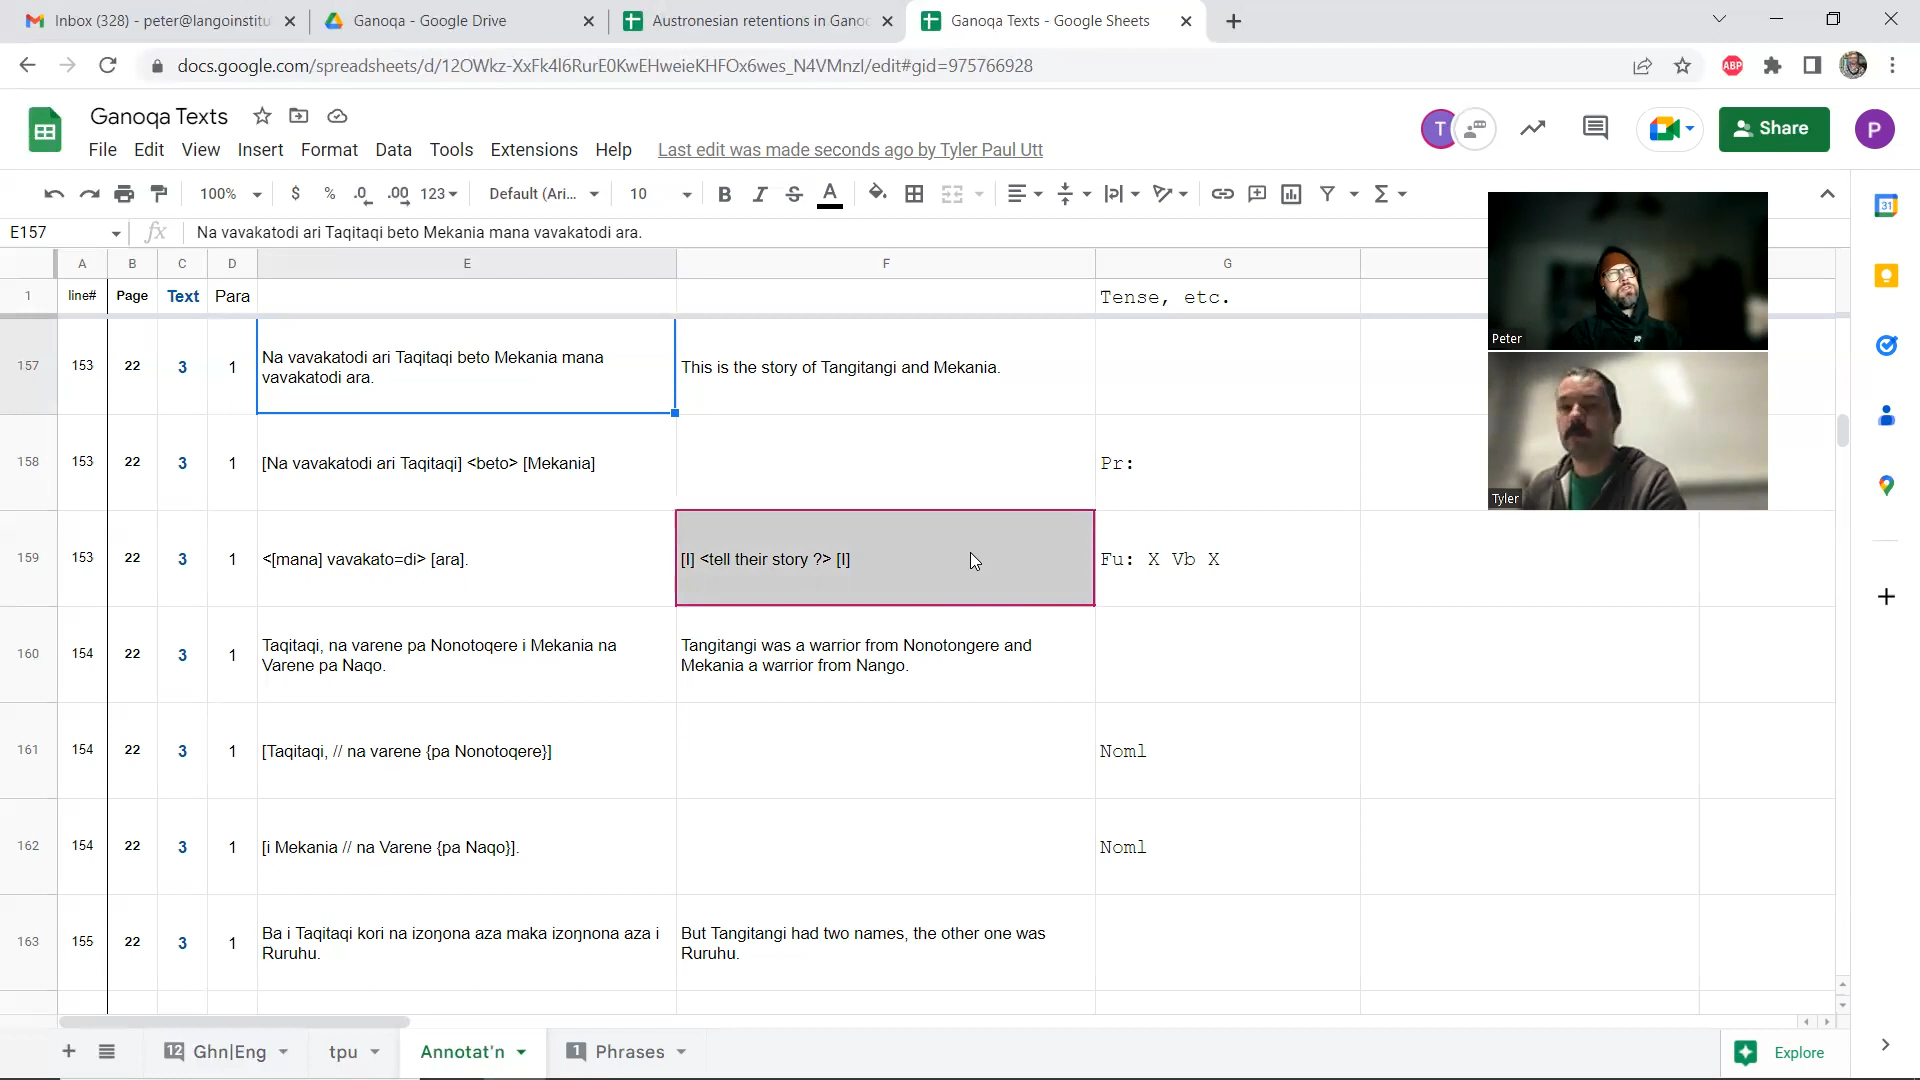 Inbox (328) - peter@langoinstitu
Ganoqa - Google Drive
Austronesian retentions in Ganoq
Ganoqa Texts - Google Sheets
docs.google.com/spreadsheets/d/12OWkz-XxFk4l6RurE0KwEHweieKHFOx6wes_N4VMnzI/edit#gid=975766928
ABP
Ganoqa Texts
T
Share
P
File Edit View Insert Format Data Tools Extensions Help Last edit was made seconds ago by Tyler Paul Utt
100% $ % .0 .00 123 Default (Ari... 10 B I S A Σ
31
E157 fx Na vavakatodi ari Taqitaqi beto Mekania mana vavakatodi ara.
A B C D E F G
1 line# Page Text Para Tense, etc.
157 153 22 3 1 Na vavakatodi ari Taqitaqi beto Mekania mana
vavakatodi ara.
This is the story of Tangitangi and Mekania.
Peter
158 153 22 3 1 [Na vavakatodi ari Taqitaqi] <beto> [Mekania] Pr:
Tyler
159 153 22 3 1 <[mana] vavakato=di> [ara]. [I] <tell their story ?> [I] Fu: X Vb X
160 154 22 3 1 Taqitaqi, na varene pa Nonotoqere i Mekania na
Varene pa Naqo.
Tangitangi was a warrior from Nonotongere and
Mekania a warrior from Nango.
161 154 22 3 1 [Taqitaqi, // na varene {pa Nonotoqere}] Noml
162 154 22 3 1 [i Mekania // na Varene {pa Naqo}]. Noml
163 155 22 3 1 Ba i Taqitaqi kori na izoŋona aza maka izoŋnona aza i
Ruruhu.
But Tangitangi had two names, the other one was
Ruruhu.
12 Ghn|Eng tpu Annotat'n 1 Phrases Explore